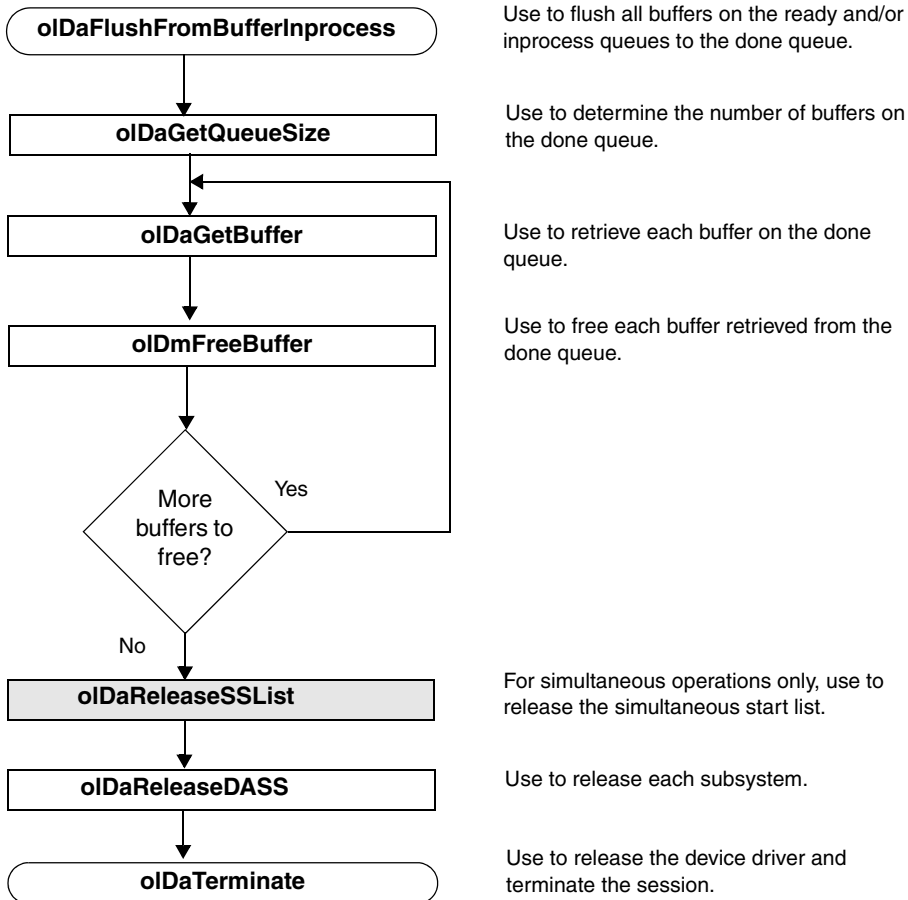 olDaFlushFromBufferInprocess
Use to flush all buffers on the ready and/or
inprocess queues to the done queue.
olDaGetQueueSize
Use to determine the number of buffers on
the done queue.
olDaGetBuffer
Use to retrieve each buffer on the done
queue.
olDmFreeBuffer
Use to free each buffer retrieved from the
done queue.
More
buffers to
free?
Yes
No
olDaReleaseSSList
For simultaneous operations only, use to
release the simultaneous start list.
olDaReleaseDASS
Use to release each subsystem.
olDaTerminate
Use to release the device driver and
terminate the session.